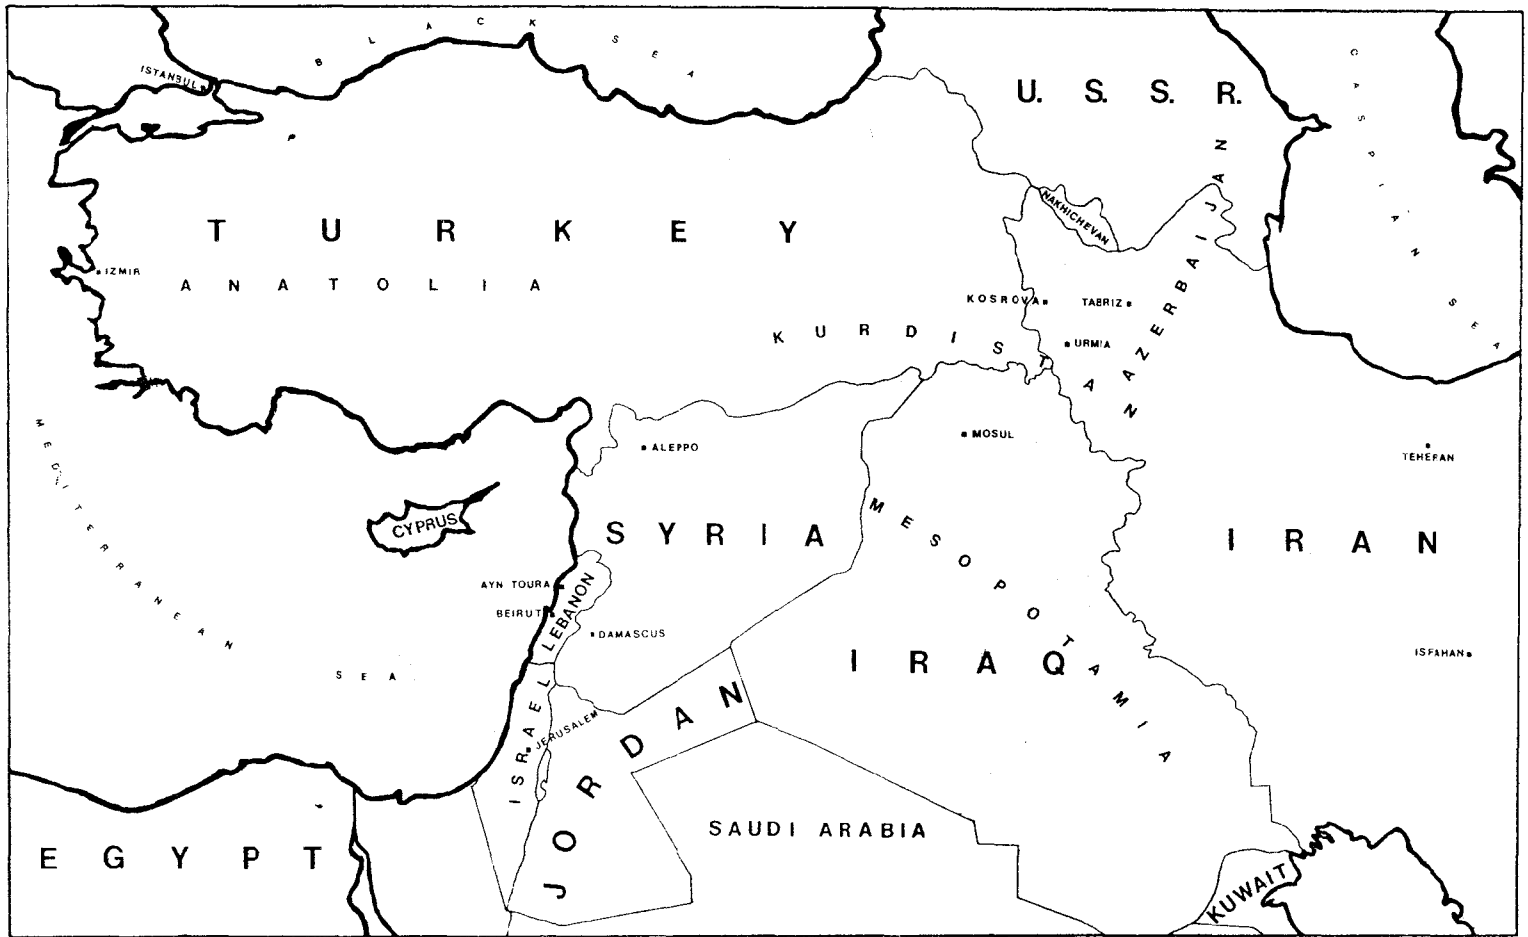 BLACK SEA
ISTANBUL
U. S. S. R.
CASPIAN SEA
NAKHICHEVAN
TURKEY
ANATOLIA
IZMIR
KOSROVA
TABRIZ
AZERBAIJAN
URMIA
KURDISTAN
MEDITERRANEAN SEA
ALEPPO
MOSUL
TEHEFAN
CYPRUS
SYRIA
MESOPOTAMIA
IRAN
AYN TOURA
BEIRUT
LEBANON
DAMASCUS
IRAQ
ISFAHAN
ISRAEL
JERUSALEM
JORDAN
SAUDI ARABIA
EGYPT
KUWAIT